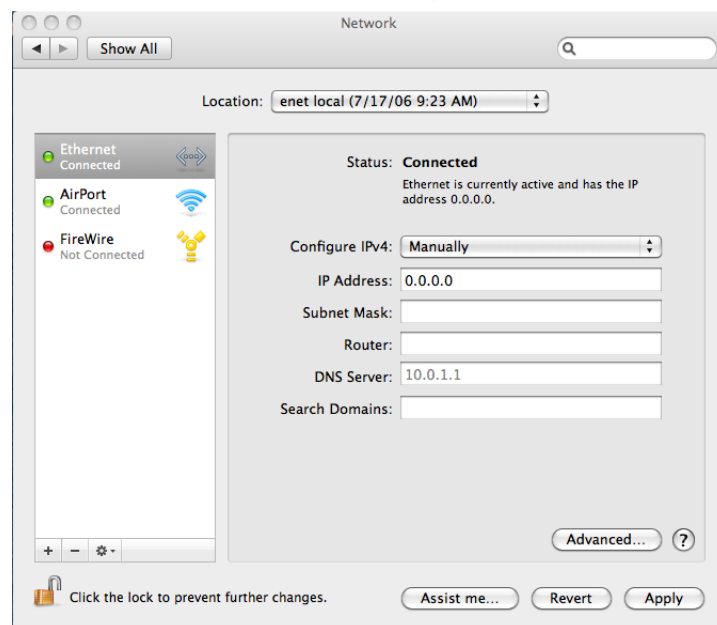 Network
Show All
Location: enet local (7/17/06 9:23 AM)
Ethernet
Connected
AirPort
Connected
FireWire
Not Connected
Status: Connected
Ethernet is currently active and has the IP
address 0.0.0.0.
Configure IPv4: Manually
IP Address: 0.0.0.0
Subnet Mask:
Router:
DNS Server: 10.0.1.1
Search Domains:
Advanced... ?
+ -
Click the lock to prevent further changes.
Assist me... Revert Apply